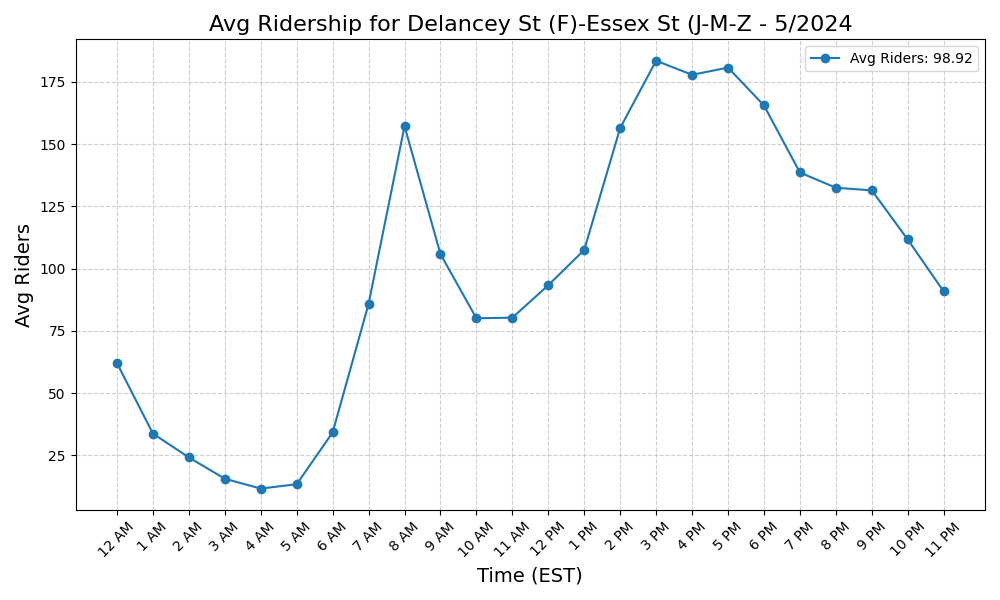 Avg Ridership for Delancey St (F)-Essex St (J-M-Z - 5/2024
Avg Riders: 98.92
Avg Riders
175
150
125
100
75
50
25
12 AM
1 AM
2 AM
3 AM
4 AM
5 AM
6 AM
7 AM
8 AM
9 AM
10 AM
11 AM
12 PM
1 PM
2 PM
3 PM
4 PM
5 PM
6 PM
7 PM
8 PM
9 PM
10 PM
11 PM
Time (EST)